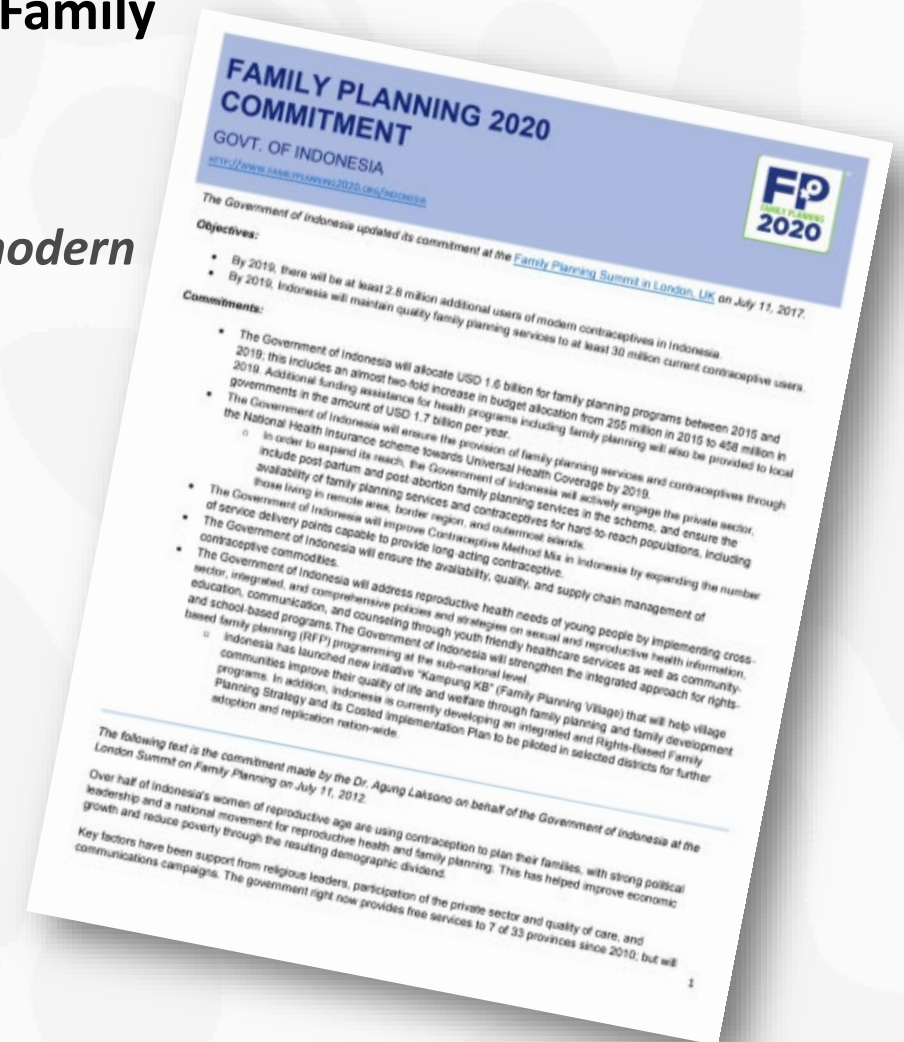 Family
modern
FAMILY PLANNING 2020
COMMITMENT
GOVT. OF INDONESIA
HTTP://WWW.FAMILYPLANNING2020.ORG/INDONESIA
FP
FAMILY PLANNING
2020
The Government of Indonesia updated its commitment at the Family Planning Summit in London, UK on July 11, 2017.
Objectives:
• By 2019, there will be at least 2.8 million additional users of modern contraceptives in Indonesia.
• By 2019, Indonesia will maintain quality family planning services to at least 30 million current contraceptive users.
Commitments:
• The Government of Indonesia will allocate USD 1.6 billion for family planning programs between 2015 and
2019; this includes an almost two-fold increase in budget allocation from 255 million in 2015 to 458 million in
2019. Additional funding assistance for health programs including family planning will also be provided to local
governments in the amount of USD 1.7 billion per year.
• The Government of Indonesia will ensure the provision of family planning services and contraceptives through
the National Health Insurance scheme towards Universal Health Coverage by 2019.
o In order to expand its reach, the Government of Indonesia will actively engage the private sector,
include post-partum and post-abortion family planning services in the scheme, and ensure the
availability of family planning services and contraceptives for hard-to-reach populations, including
those living in remote area, border region, and outermost islands.
• The Government of Indonesia will improve Contraceptive Method Mix in Indonesia by expanding the number
of service delivery points capable to provide long-acting contraceptive.
• The Government of Indonesia will ensure the availability, quality, and supply chain management of
contraceptive commodities.
• The Government of Indonesia will address reproductive health needs of young people by implementing cross-
sector, integrated, and comprehensive policies and strategies on sexual and reproductive health information,
education, communication, and counseling through youth friendly healthcare services as well as community-
and school-based programs. The Government of Indonesia will strengthen the integrated approach for rights-
based family planning (RFP) programming at the sub-national level.
o Indonesia has launched new initiative "Kampung KB" (Family Planning Village) that will help village
communities improve their quality of life and welfare through family planning and family development
programs. In addition, Indonesia is currently developing an integrated and Rights-Based Family
Planning Strategy and its Costed Implementation Plan to be piloted in selected districts for further
adoption and replication nation-wide.
The following text is the commitment made by the Dr. Agung Laksono on behalf of the Government of Indonesia at the
London Summit on Family Planning on July 11, 2012.
Over half of Indonesia's women of reproductive age are using contraception to plan their families, with strong political
leadership and a national movement for reproductive health and family planning. This has helped improve economic
growth and reduce poverty through the resulting demographic dividend.
Key factors have been support from religious leaders, participation of the private sector and quality of care, and
communications campaigns. The government right now provides free services to 7 of 33 provinces since 2010; but will
1